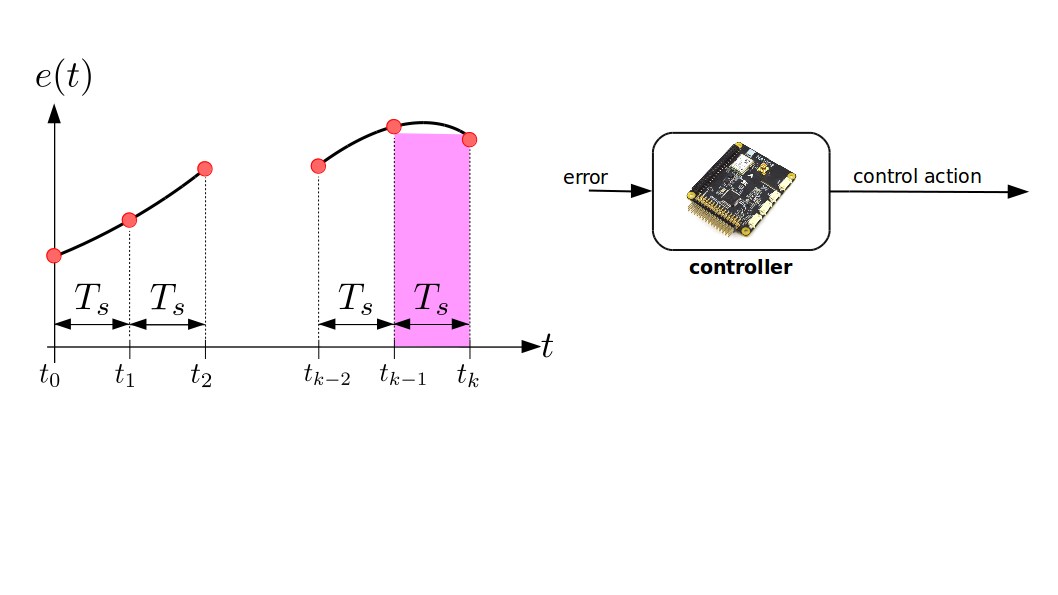 e(t)
error
control action
controller
T_s T_s T_s T_s
t
t_0 t_1 t_2 t_{k-2} t_{k-1} t_k